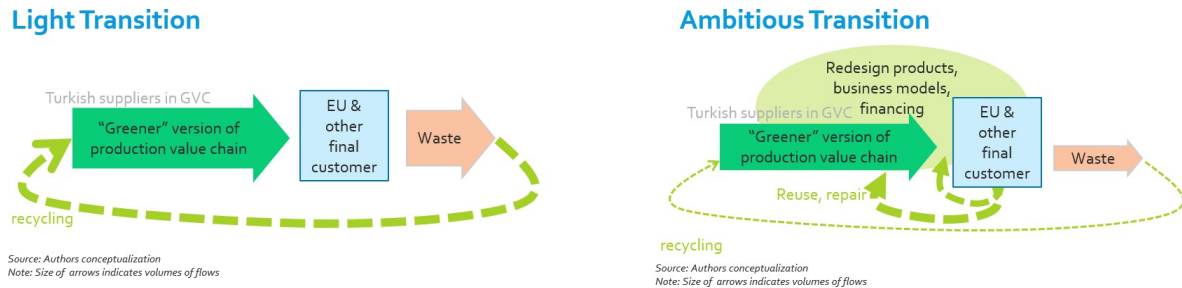 Light Transition
Turkish suppliers in GVC
"Greener" version of
production value chain
EU &
other
final
customer
Waste
recycling
Source: Authors conceptualization
Note: Size of arrows indicates volumes of flows
Ambitious Transition
Redesign products,
business models,
financing
Turkish suppliers in GVC
"Greener" version of
production value chain
EU &
other
final
customer
Waste
Reuse, repair
recycling
Source: Authors conceptualization
Note: Size of arrows indicates volumes of flows